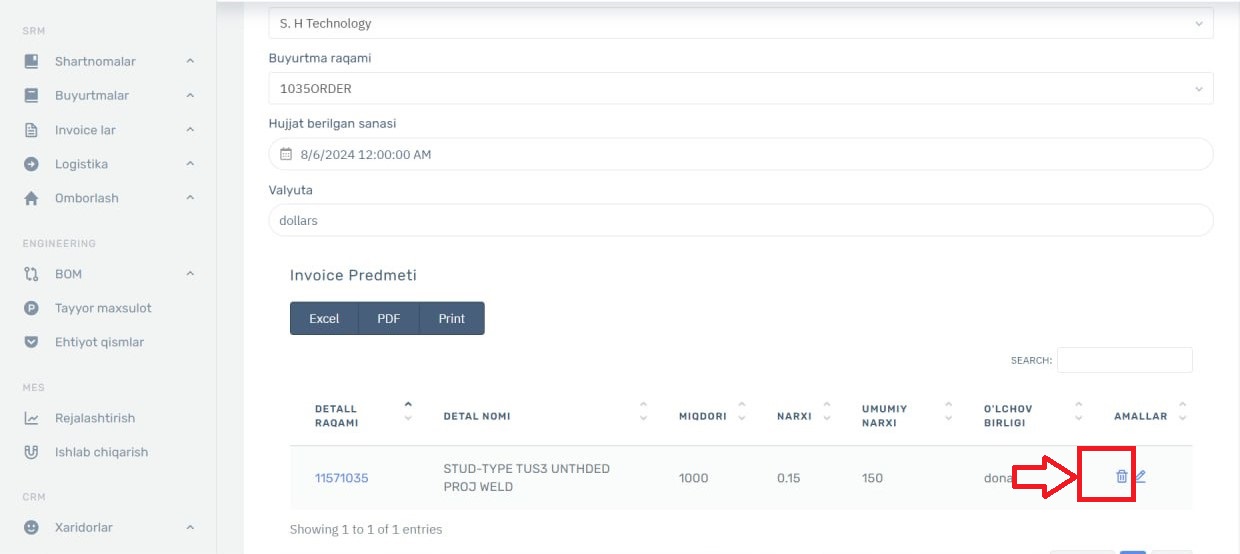 SRM
Shartnomalar
Buyurtmalar
Invoice lar
Logistika
Omborlash
ENGINEERING
BOM
Tayyor maxsulot
Ehtiyot qismlar
MES
Rejalashtirish
Ishlab chiqarish
CRM
Xaridorlar
S. H Technology
Buyurtma raqami
1035ORDER
Hujjat berilgan sanasi
8/6/2024 12:00:00 AM
Valyuta
dollars
Invoice Predmeti
Excel PDF Print
SEARCH:
DETALL RAQAMI DETAL NOMI MIQDORI NARXI UMUMIY NARXI O'LCHOV BIRLIGI AMALLAR
11571035 STUD-TYPE TUS3 UNTHDED PROJ WELD 1000 0.15 150 dona
Showing 1 to 1 of 1 entries